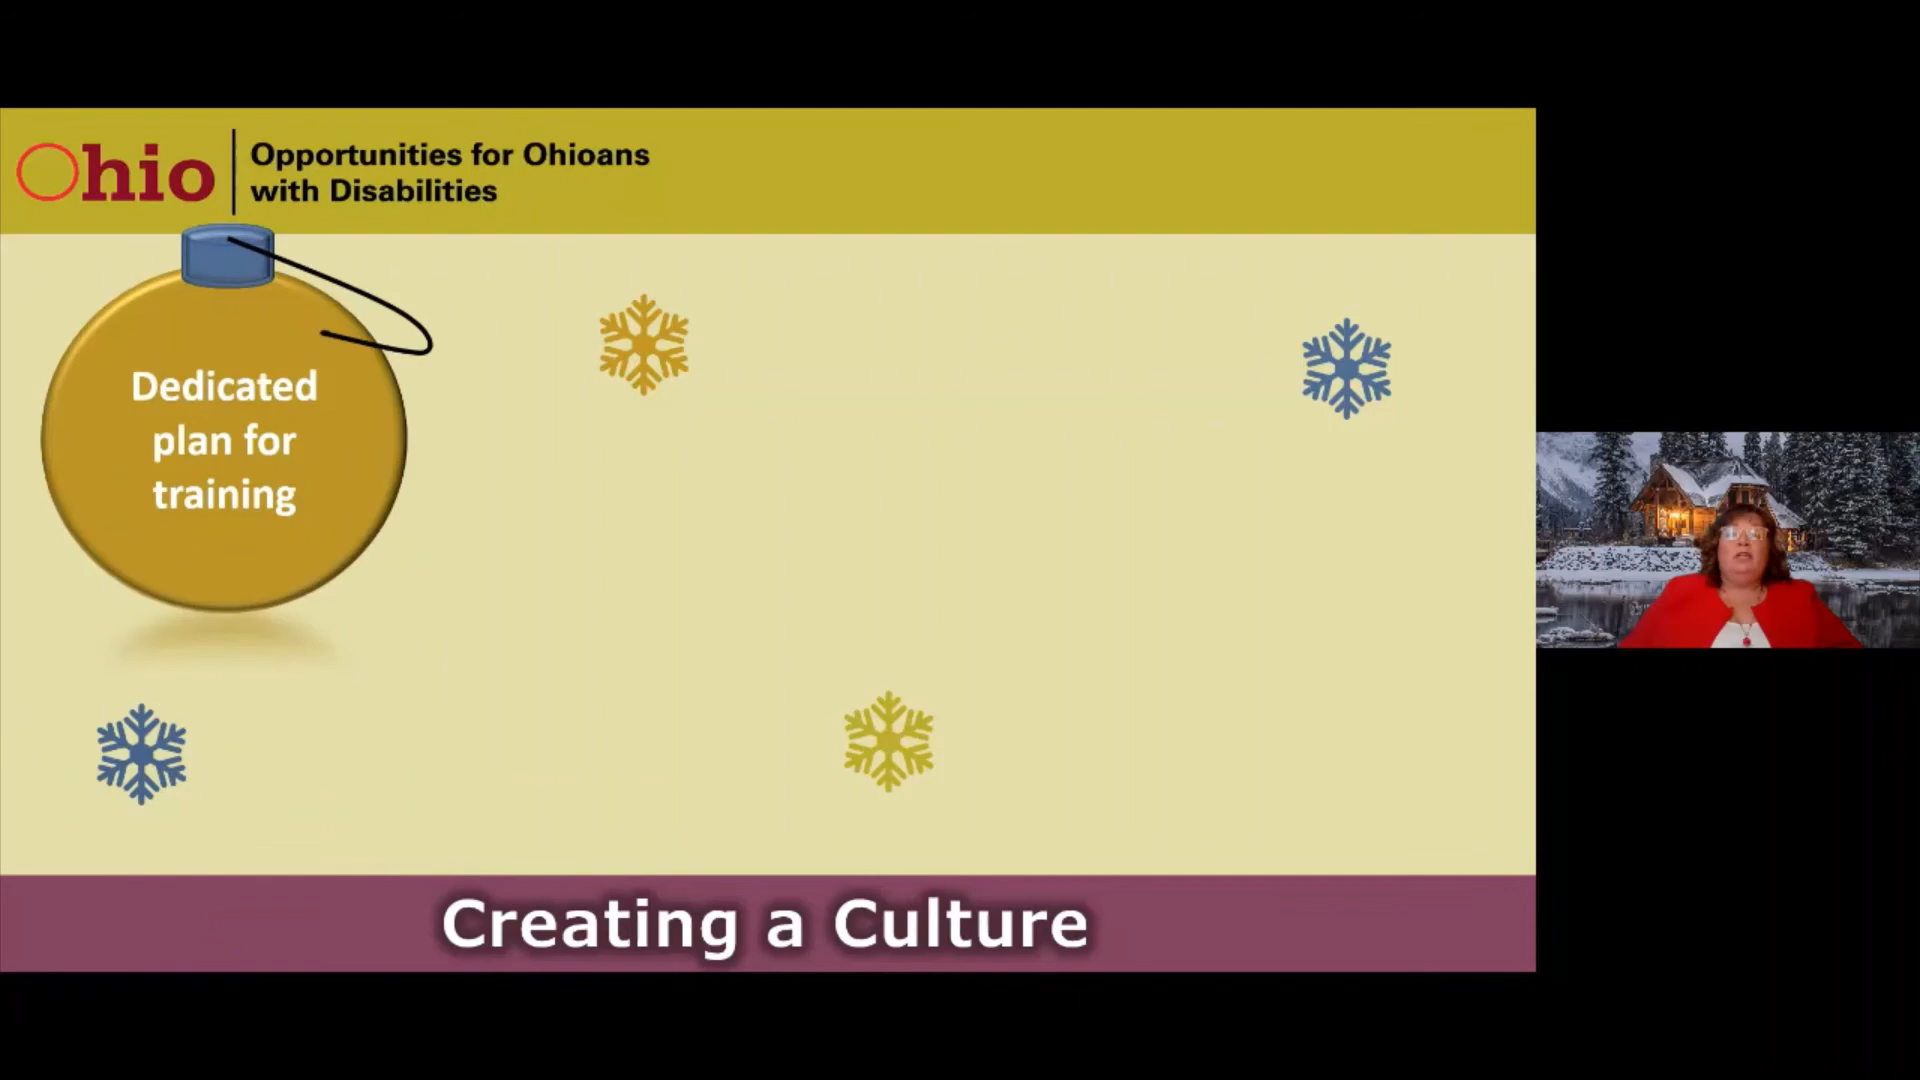 Ohio
Opportunities for Ohioans
with Disabilities
Dedicated
plan for
training
Creating a Culture